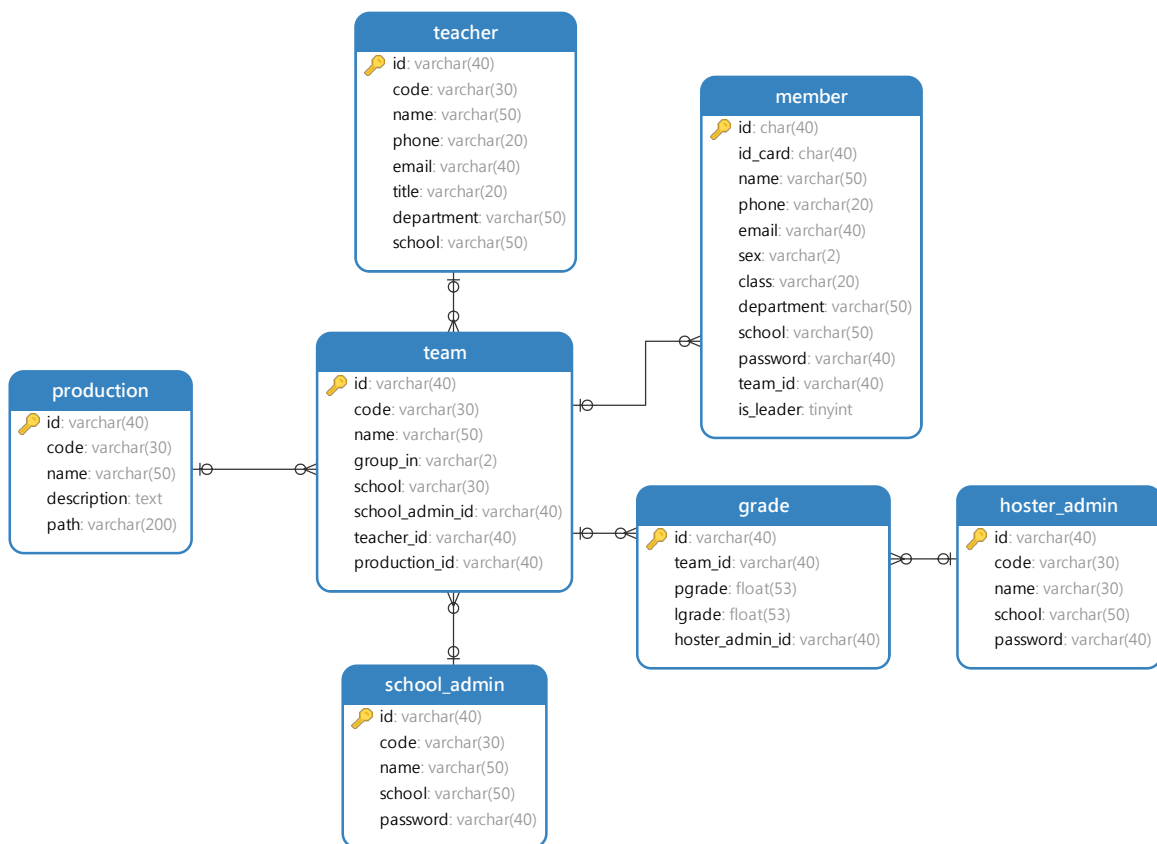 teacher
id: varchar(40)
code: varchar(30)
name: varchar(50)
phone: varchar(20)
email: varchar(40)
title: varchar(20)
department: varchar(50)
school: varchar(50)
member
id: char(40)
id_card: char(40)
name: varchar(50)
phone: varchar(20)
email: varchar(40)
sex: varchar(2)
class: varchar(20)
department: varchar(50)
school: varchar(50)
password: varchar(40)
team_id: varchar(40)
is_leader: tinyint
team
id: varchar(40)
code: varchar(30)
name: varchar(50)
group_in: varchar(2)
school: varchar(30)
school_admin_id: varchar(40)
teacher_id: varchar(40)
production_id: varchar(40)
production
id: varchar(40)
code: varchar(30)
name: varchar(50)
description: text
path: varchar(200)
grade
id: varchar(40)
team_id: varchar(40)
pgrade: float(53)
lgrade: float(53)
hoster_admin_id: varchar(40)
hoster_admin
id: varchar(40)
code: varchar(30)
name: varchar(30)
school: varchar(50)
password: varchar(40)
school_admin
id: varchar(40)
code: varchar(30)
name: varchar(50)
school: varchar(50)
password: varchar(40)